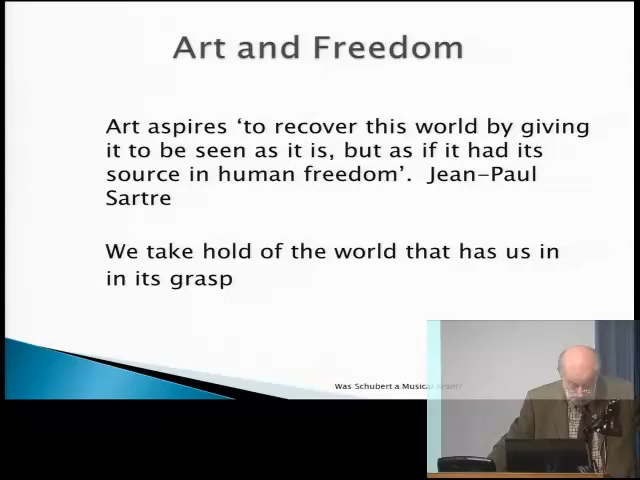 Art and Freedom
Art aspires ‘to recover this world by giving
it to be seen as it is, but as if it had its
source in human freedom’. Jean-Paul
Sartre
We take hold of the world that has us in
in its grasp
Was Schubert a Musical Brain?